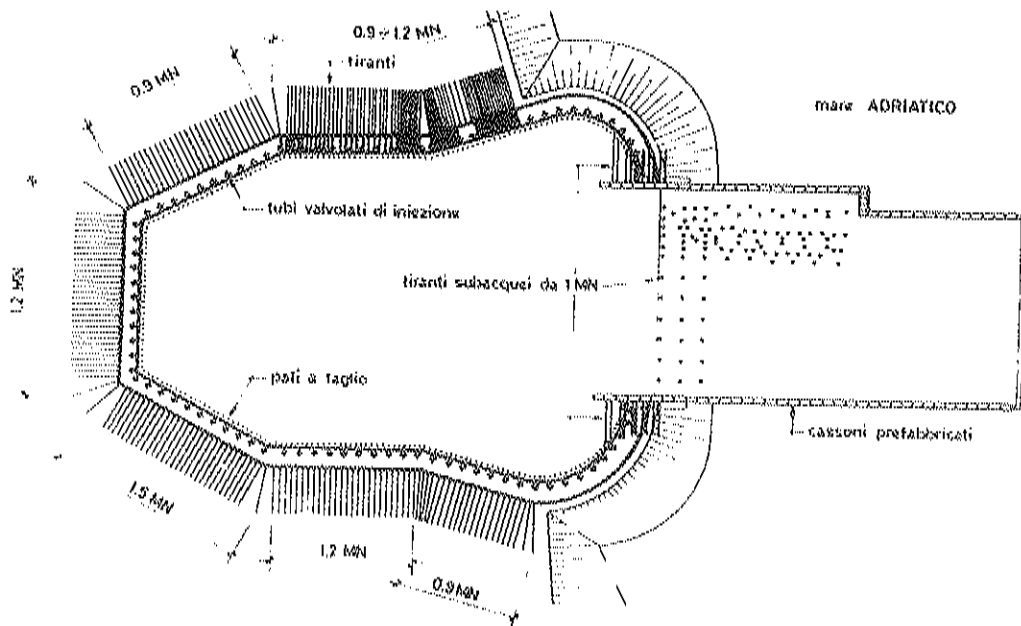 0.9 ÷ 1.2 MN
tiranti
0.9 MN
mare ADRIATICO
tubi valvolati di iniezione
1.2 MN
tiranti subacquei da 1 MN
pali a taglio
cassoni prefabbricati
1.5 MN
1.2 MN
0.9 MN